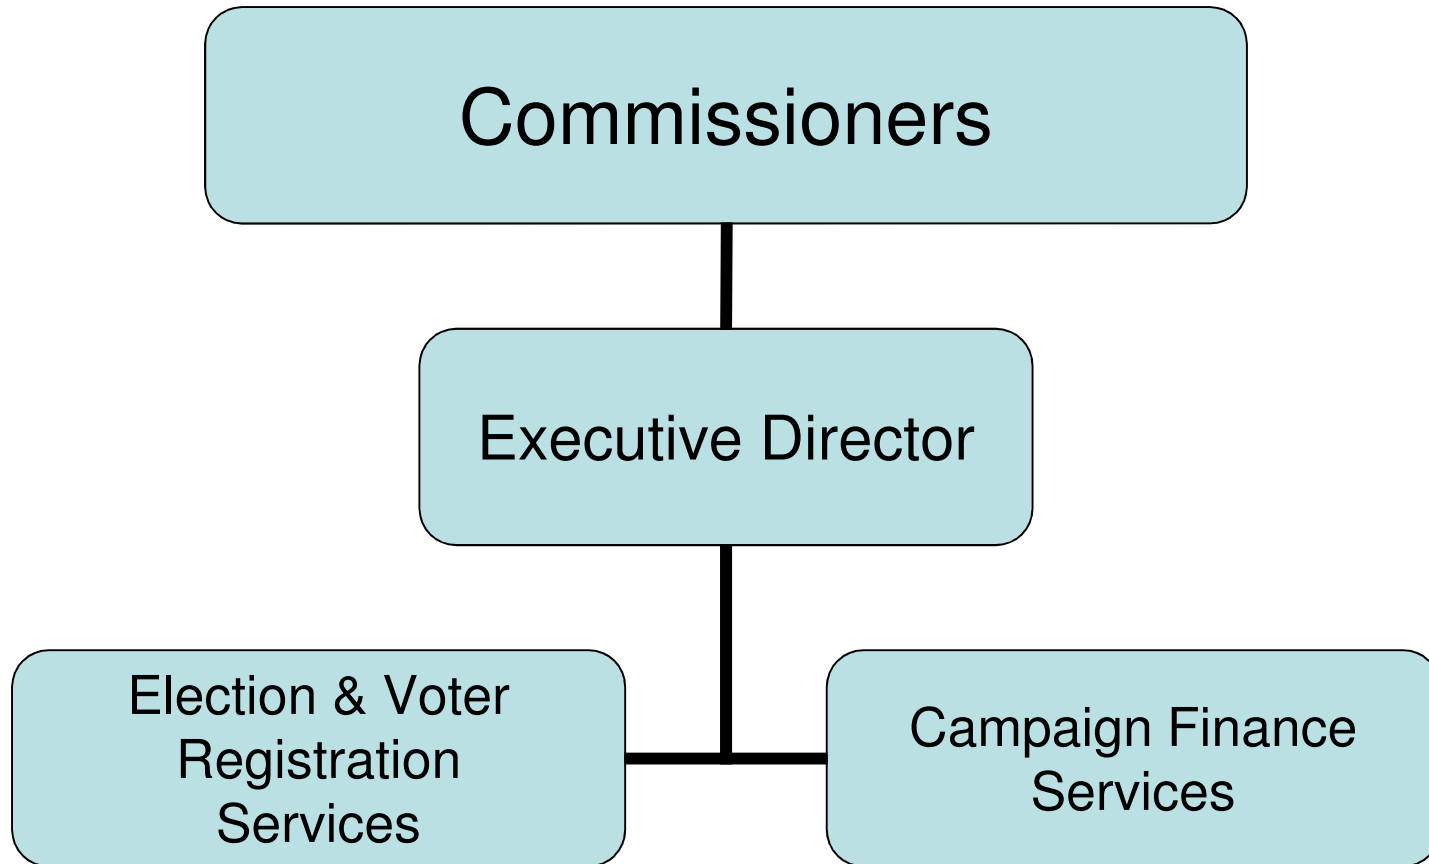 Commissioners
Executive Director
Election & Voter
Registration
Services
Campaign Finance
Services